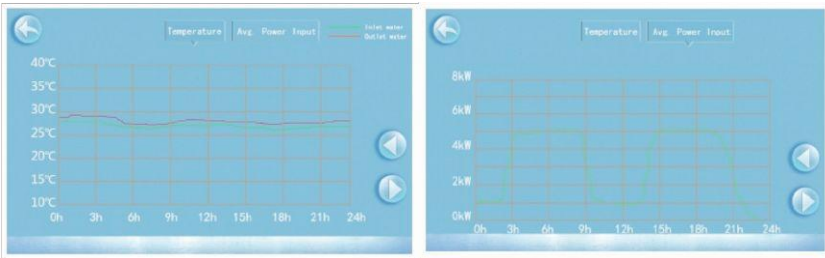 Temperature Avg. Power Input Inlet water
Outlet water
40℃
35℃
30℃
25℃
20℃
15℃
10℃
0h 3h 6h 9h 12h 15h 18h 21h 24h
Temperature Avg. Power Input
8kW
6kW
4kW
2kW
0kW
0h 3h 6h 9h 12h 15h 18h 21h 24h